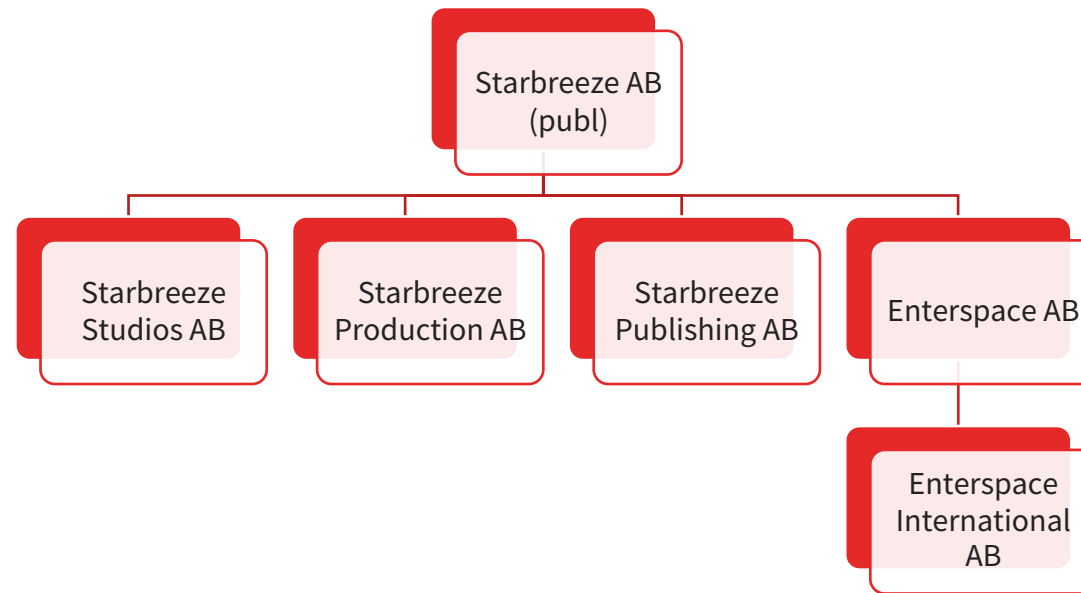 Starbreeze AB
(publ)
Starbreeze
Studios AB
Starbreeze
Production AB
Starbreeze
Publishing AB
Enterspace AB
Enterspace
International
AB